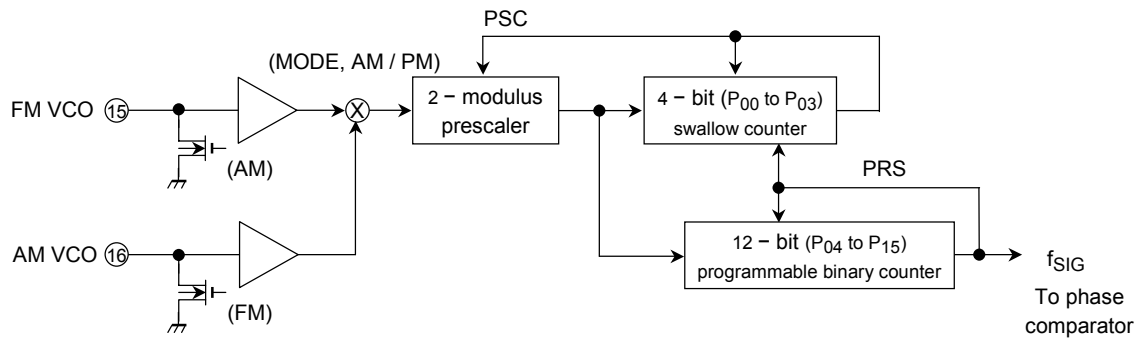 PSC
(MODE, AM / PM)
FM VCO 15
2 − modulus
prescaler
4 − bit (P00 to P03)
swallow counter
(AM)
PRS
AM VCO 16
12 − bit (P04 to P15)
programmable binary counter
fSIG
To phase
comparator
(FM)